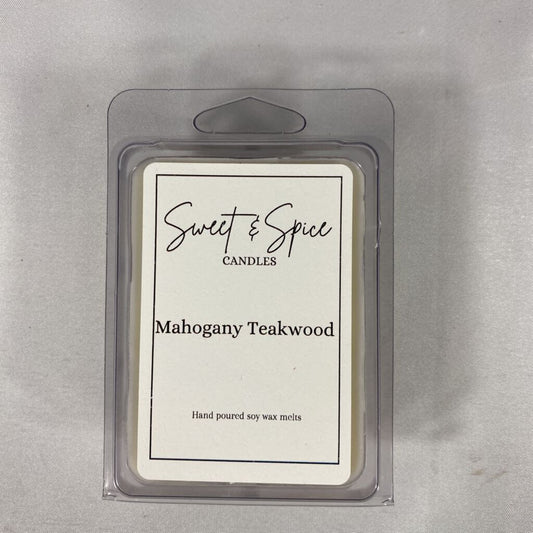 Sweet & Spice
CANDLES
Mahogany Teakwood
Hand poured soy wax melts